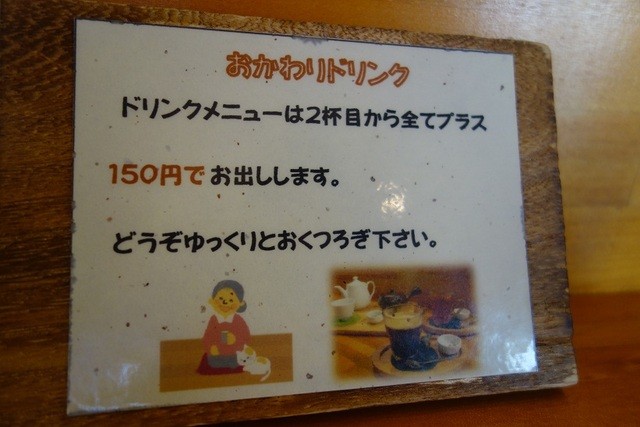 おかわりドリンク
ドリンクメニューは2杯目から全てプラス
150円でお出しします。
どうぞゆっくりとおくつろぎ下さい。